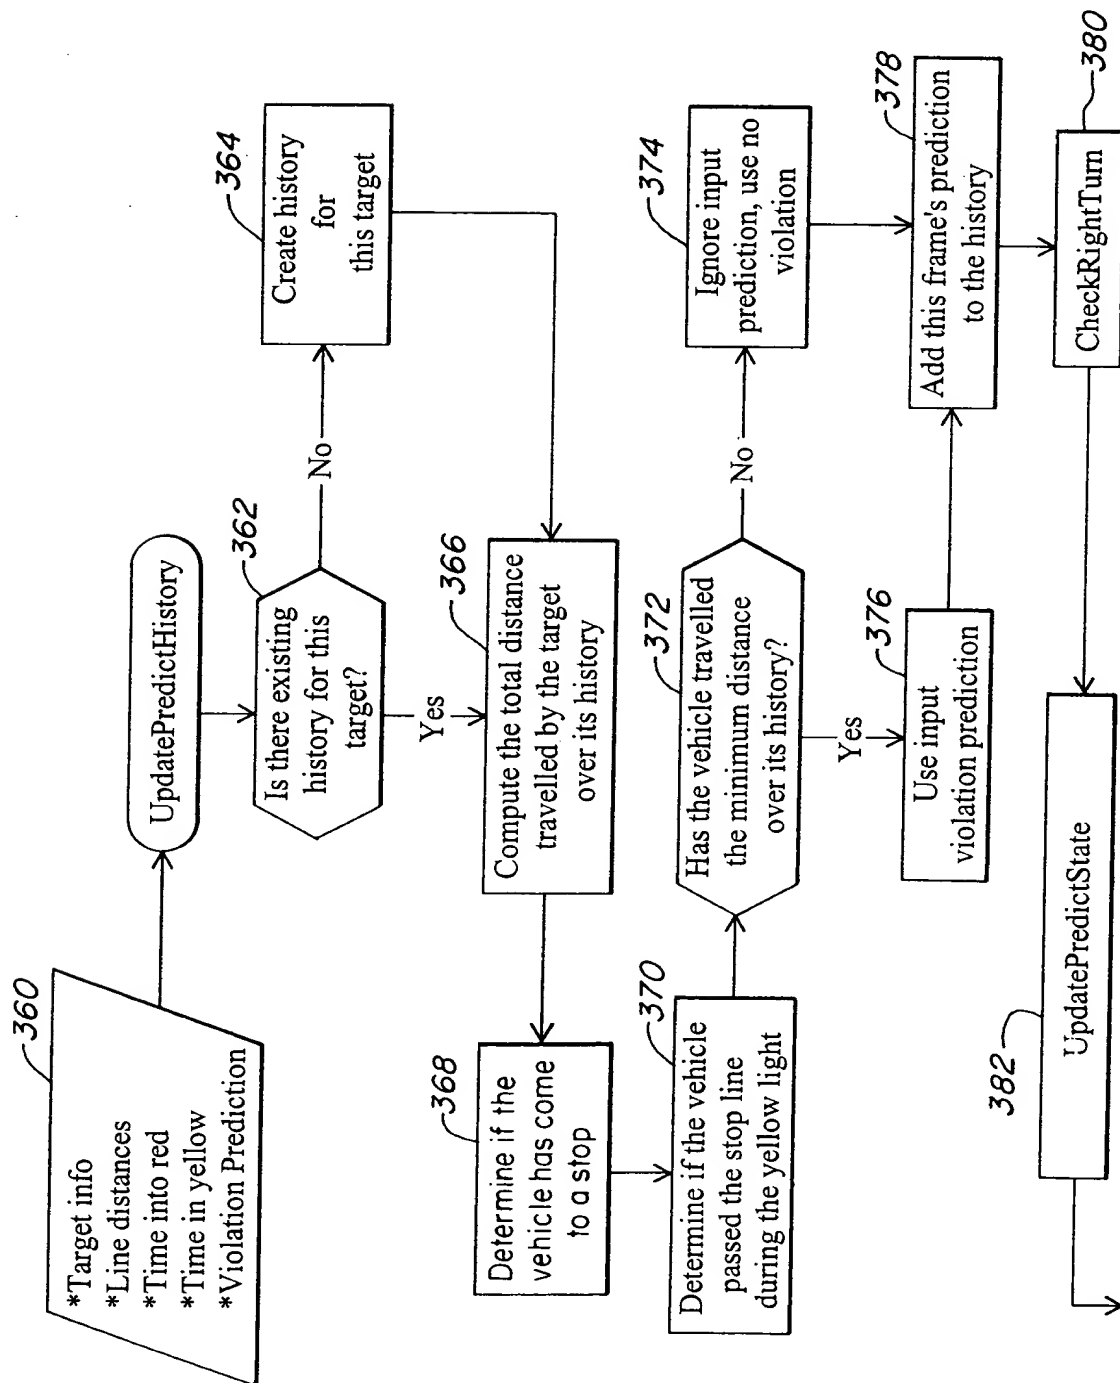 360
*Target info
*Line distances
*Time into red
*Time in yellow
*Violation Prediction
UpdatePredictHistory
362
Is there existing
history for this
target?
No
Yes
364
Create history
for
this target
366
Compute the total distance
travelled by the target
over its history
368
Determine if the
vehicle has come
to a stop
370
Determine if the vehicle
passed the stop line
during the yellow light
372
Has the vehicle travelled
the minimum distance
over its history?
No
Yes
374
Ignore input
prediction, use no
violation
376
Use input
violation prediction
378
Add this frame's prediction
to the history
CheckRightTurn
380
UpdatePredictState
382